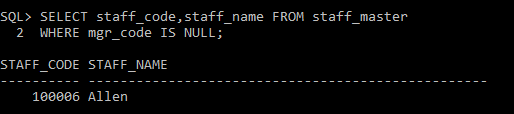 SQL> SELECT staff_code,staff_name FROM staff_master
  2  WHERE mgr_code IS NULL;
STAFF_CODE STAFF_NAME
---------- --------------------------------------------------
    100006 Allen